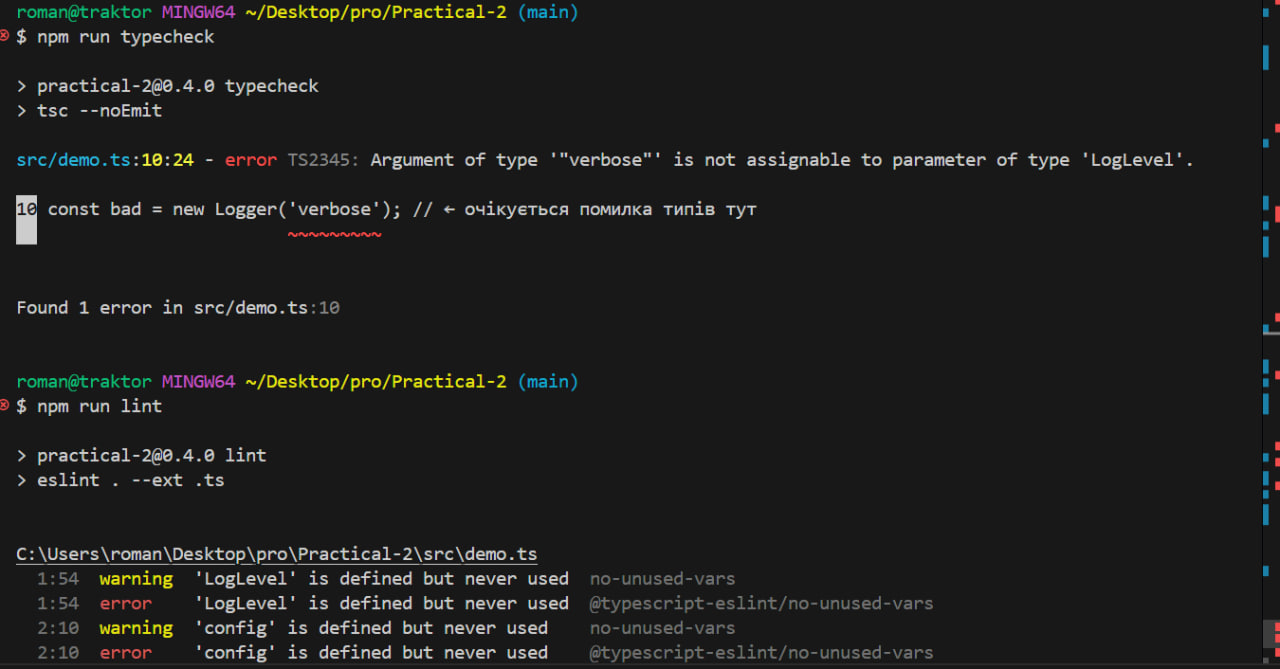 roman@traktor MINGW64 ~/Desktop/pro/Practical-2 (main)
$ npm run typecheck
> practical-2@0.4.0 typecheck
> tsc --noEmit
src/demo.ts:10:24 - error TS2345: Argument of type '"verbose"' is not assignable to parameter of type 'LogLevel'.
10 const bad = new Logger('verbose'); // ← очікується помилка типів тут
~~~~~~~~~
Found 1 error in src/demo.ts:10
roman@traktor MINGW64 ~/Desktop/pro/Practical-2 (main)
$ npm run lint
> practical-2@0.4.0 lint
> eslint . --ext .ts
C:\Users\roman\Desktop\pro\Practical-2\src\demo.ts
1:54 warning 'LogLevel' is defined but never used no-unused-vars
1:54 error 'LogLevel' is defined but never used @typescript-eslint/no-unused-vars
2:10 warning 'config' is defined but never used no-unused-vars
2:10 error 'config' is defined but never used @typescript-eslint/no-unused-vars